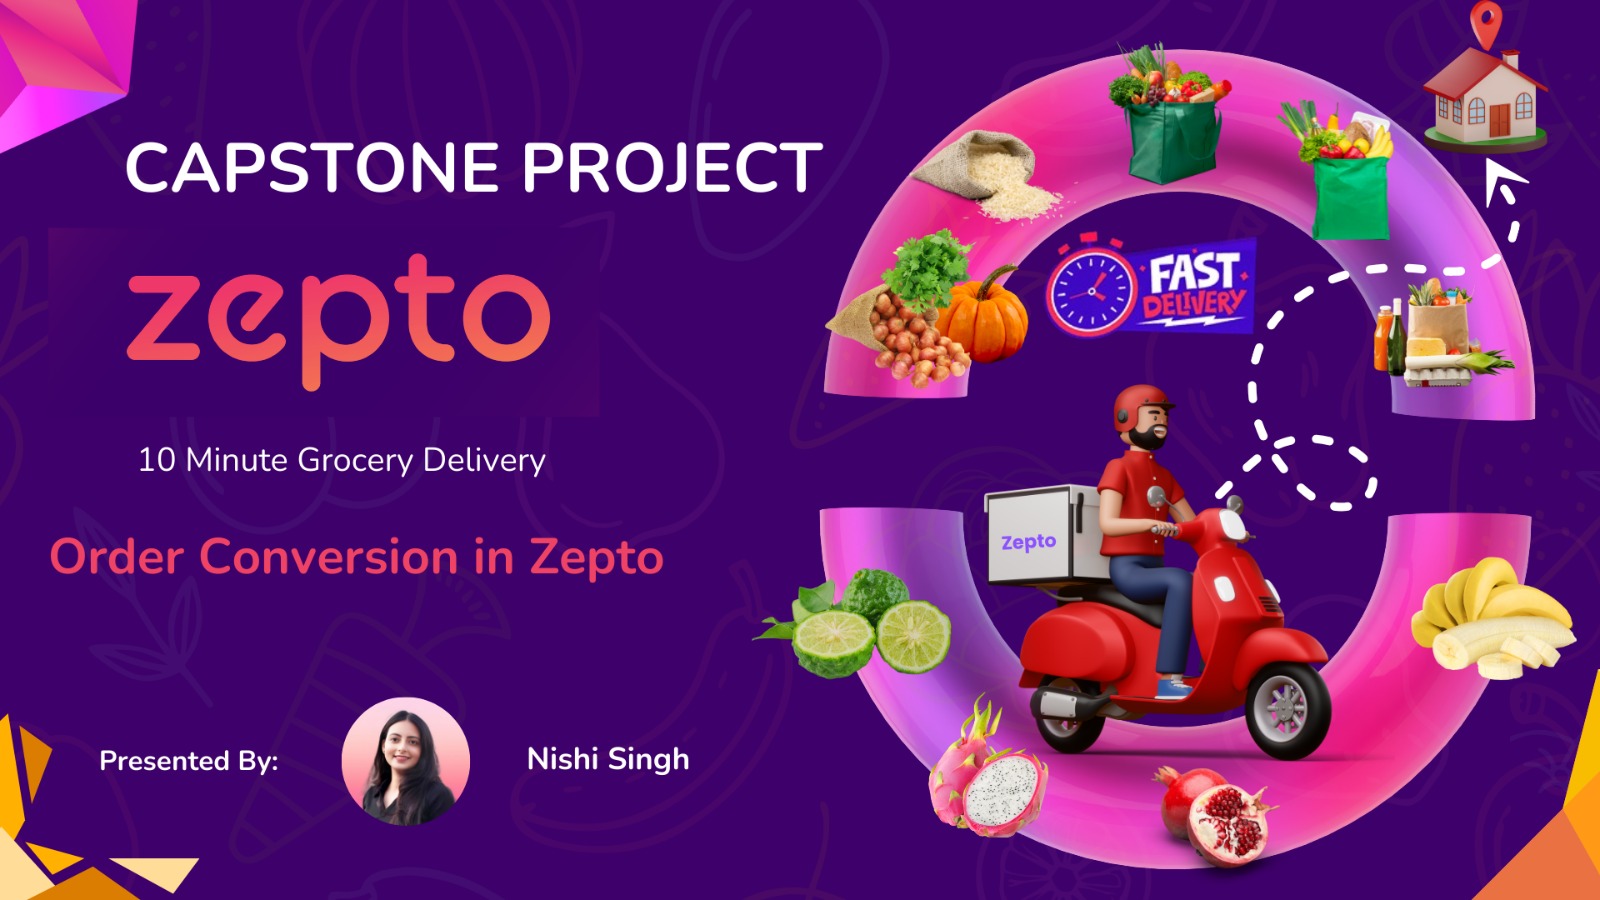 CAPSTONE PROJECT
zepto
10 Minute Grocery Delivery
Order Conversion in Zepto
Presented By:
Nishi Singh
FAST
DELIVERY
Zepto